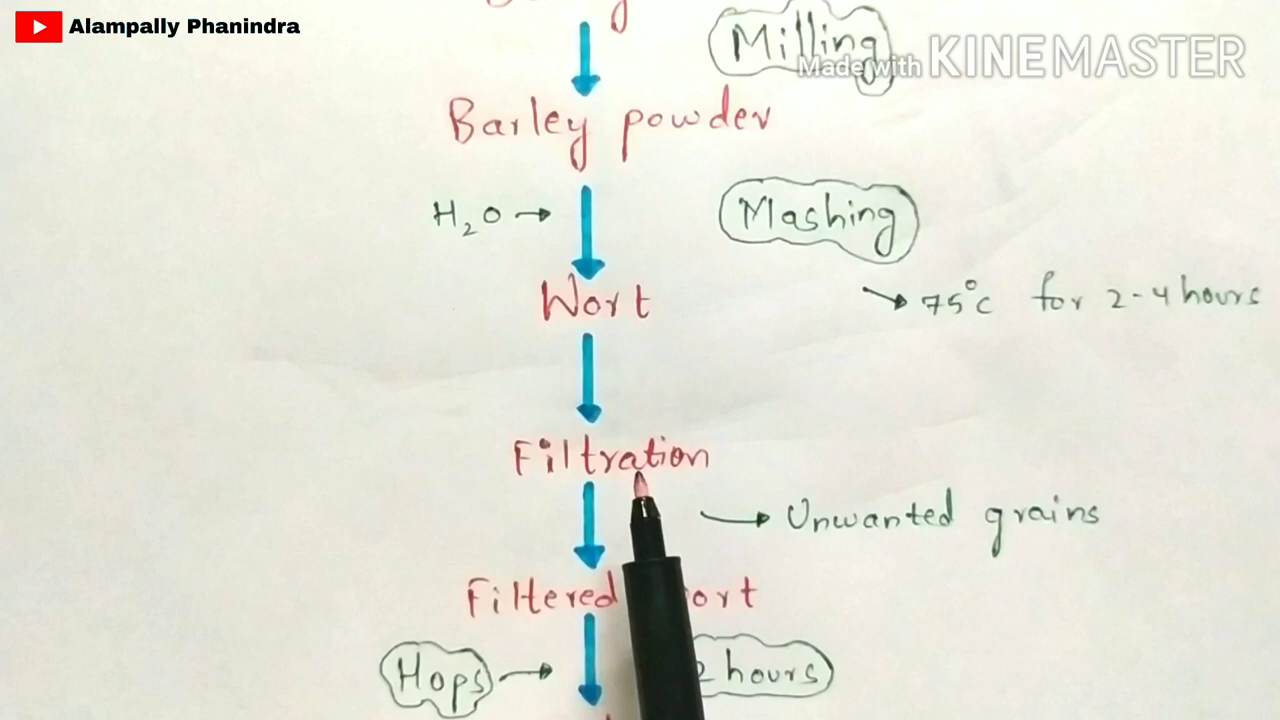 Alampally Phanindra
Milling
Made with KINEMASTER
Barley powder
H₂O →
Mashing
Wort
→ 75°C for 2-4 hours
Filtration
→ Unwanted grains
Filtered
Hops →
hours